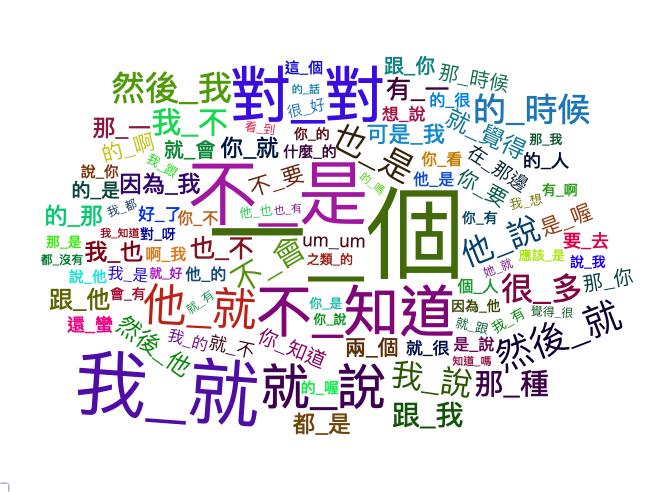 這_個
跟_你
那_時候
然後_我
對_對
的_話
有_一
的_很
的_時候
很_好
想_說
那_一
我_不
看_到
你_的
也_是
可是_我
就_覺得
那_我
的_啊
就_會
你_就
什麼_的
我_跟
你_看
在_那邊
的_人
說_你
不_是
不_要
的_嗎
他_是
你_要
有_啊
的_是
因為_我
一_個
我_想
的_那
我_都
好_了
你_不
他_也
也_有
你_有
他_說
是_喔
我_知道
對_呀
um_um
要_去
那_是
我_也
也_不
不_會
之類_的
應該_是
都_沒有
啊_我
說_我
說_他
我_是
就_好
他_的
她_就
個_人
很_多
那_你
跟_他
會_有
他_就
就_有
不_知道
你_是
因為_他
我_有
覺得_很
還_蠻
然後_他
你_說
就_跟
然後_就
我_的
就_不
你_知道
兩_個
就_很
是_說
知道_嗎
我_就
就_說
的_喔
我_說
那_種
都_是
跟_我